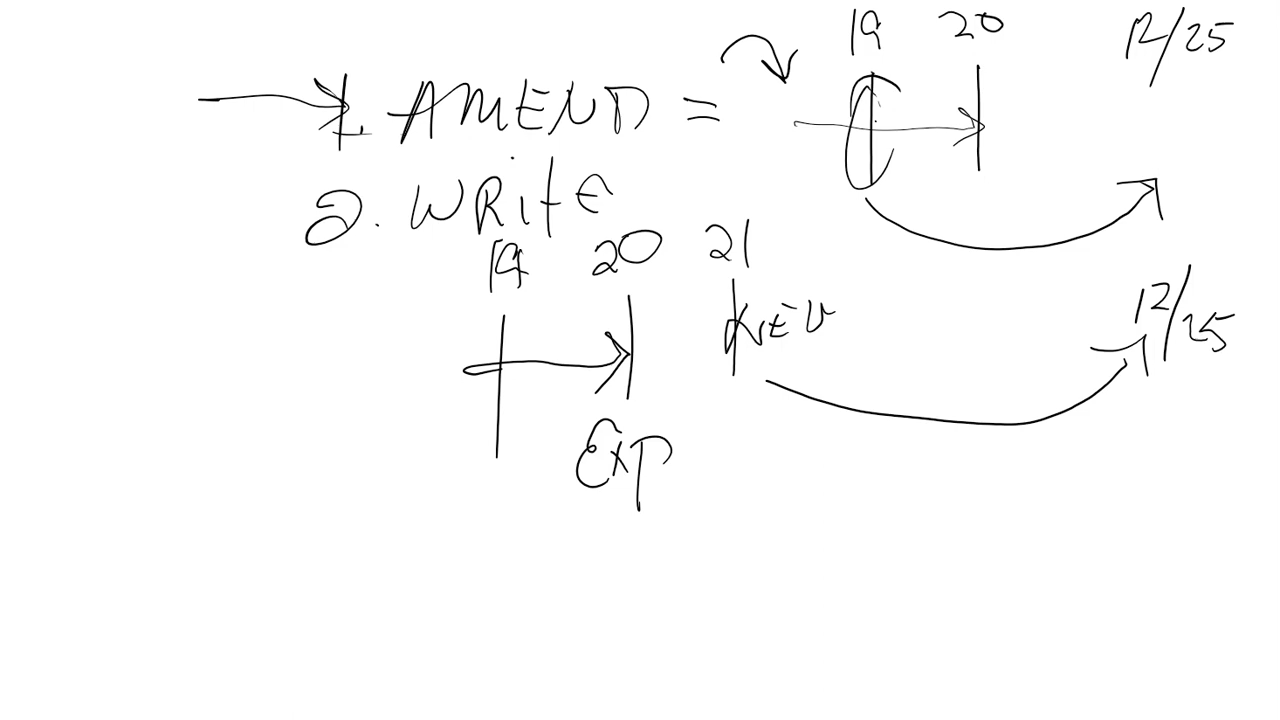 19 20 12/25
1. AMEND =
2. WRITE
19 20 21
NEW 12/25
EXP